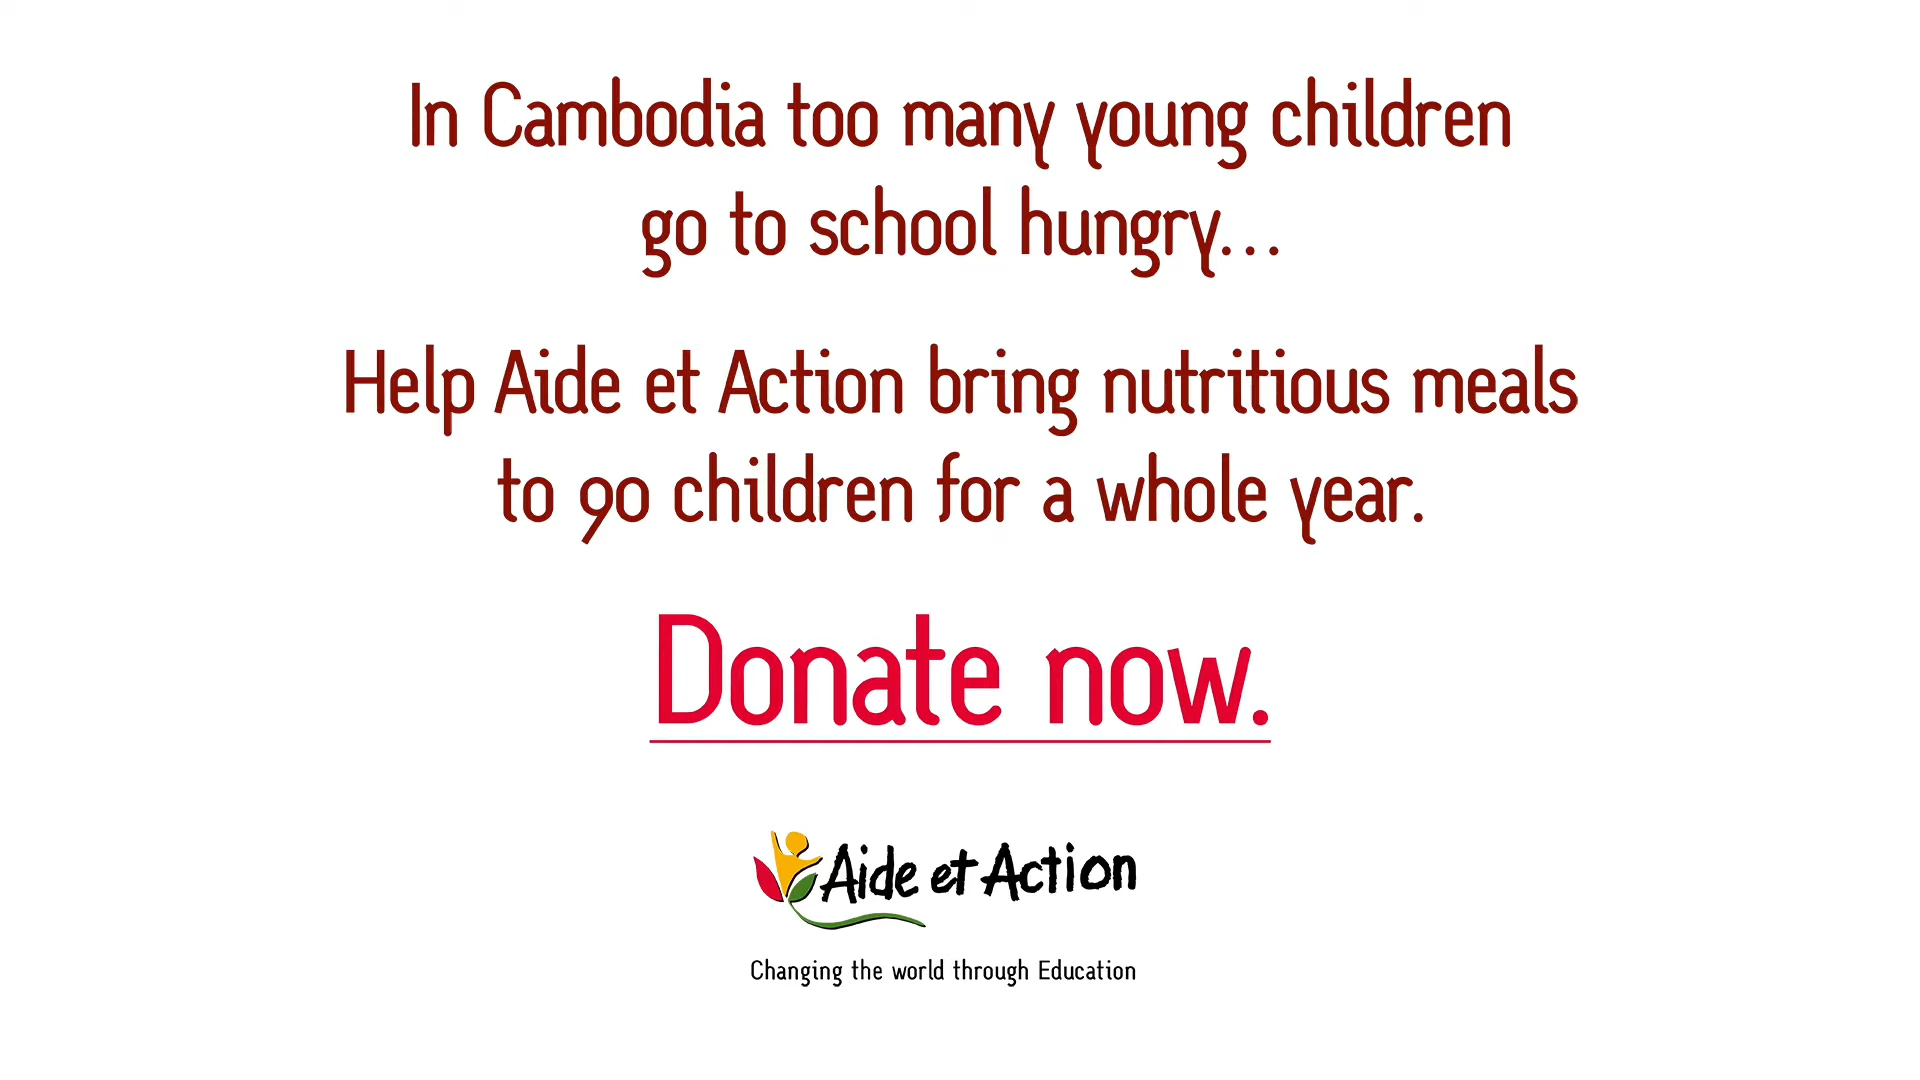 In Cambodia too many young children
go to school hungry...
Help Aide et Action bring nutritious meals
to 90 children for a whole year.
Donate now.
Aide et Action
Changing the world through Education